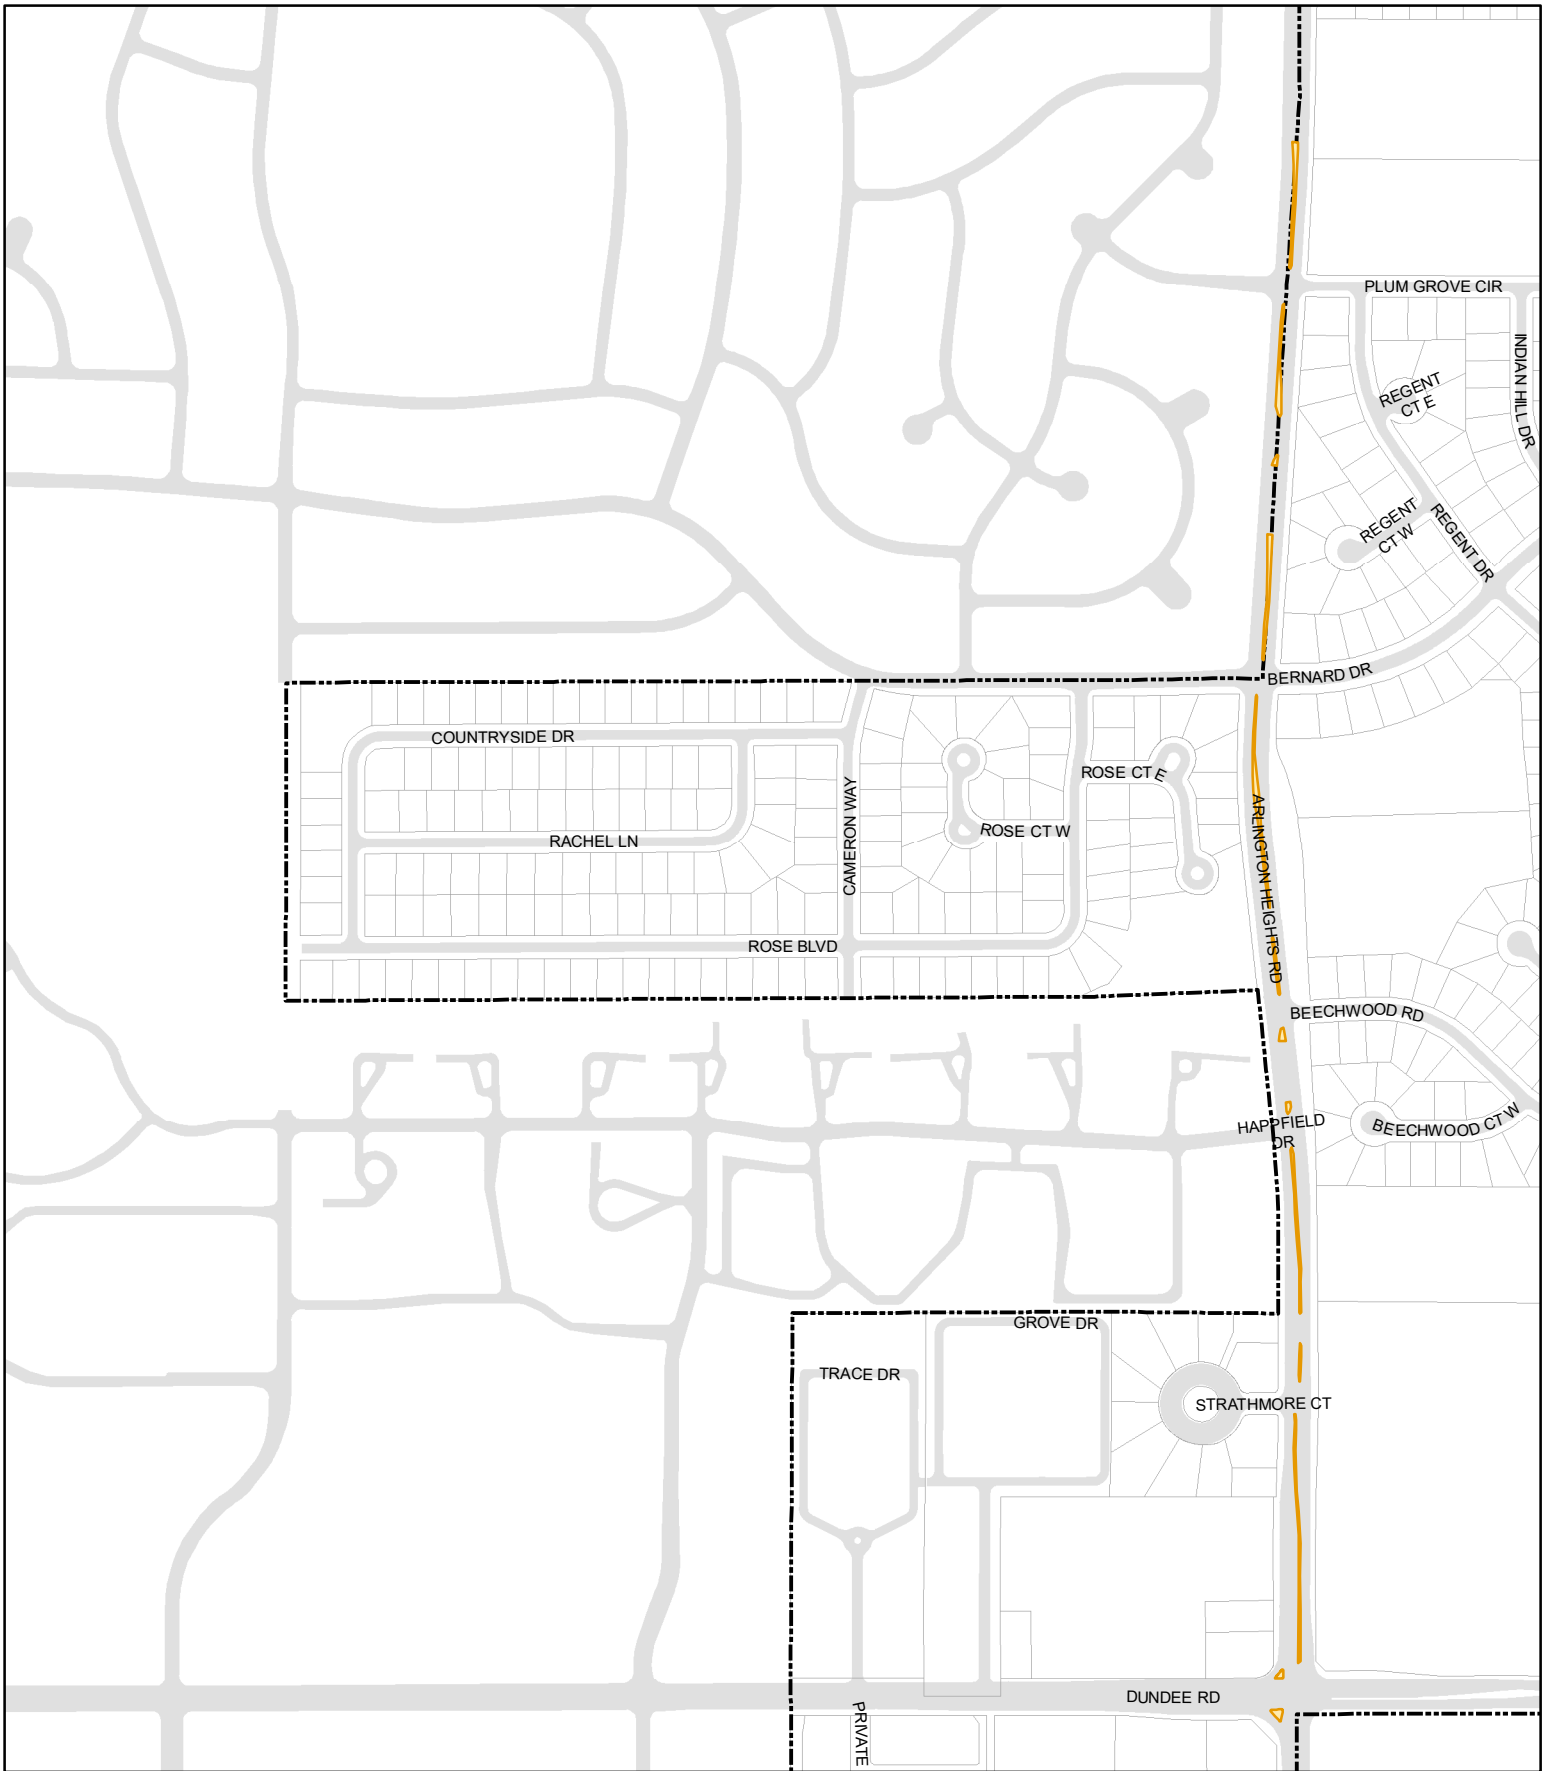 PLUM GROVE CIR
INDIAN HILL DR
REGENT
CT E
REGENT
CT W
REGENT DR
BERNARD DR
COUNTRYSIDE DR
ROSE CT E
CAMERON WAY
ARLINGTON HEIGHTS RD
ROSE CT W
RACHEL LN
ROSE BLVD
BEECHWOOD RD
HAPPFIELD
DR
BEECHWOOD CT W
GROVE DR
TRACE DR
STRATHMORE CT
DUNDEE RD
PRIVATE